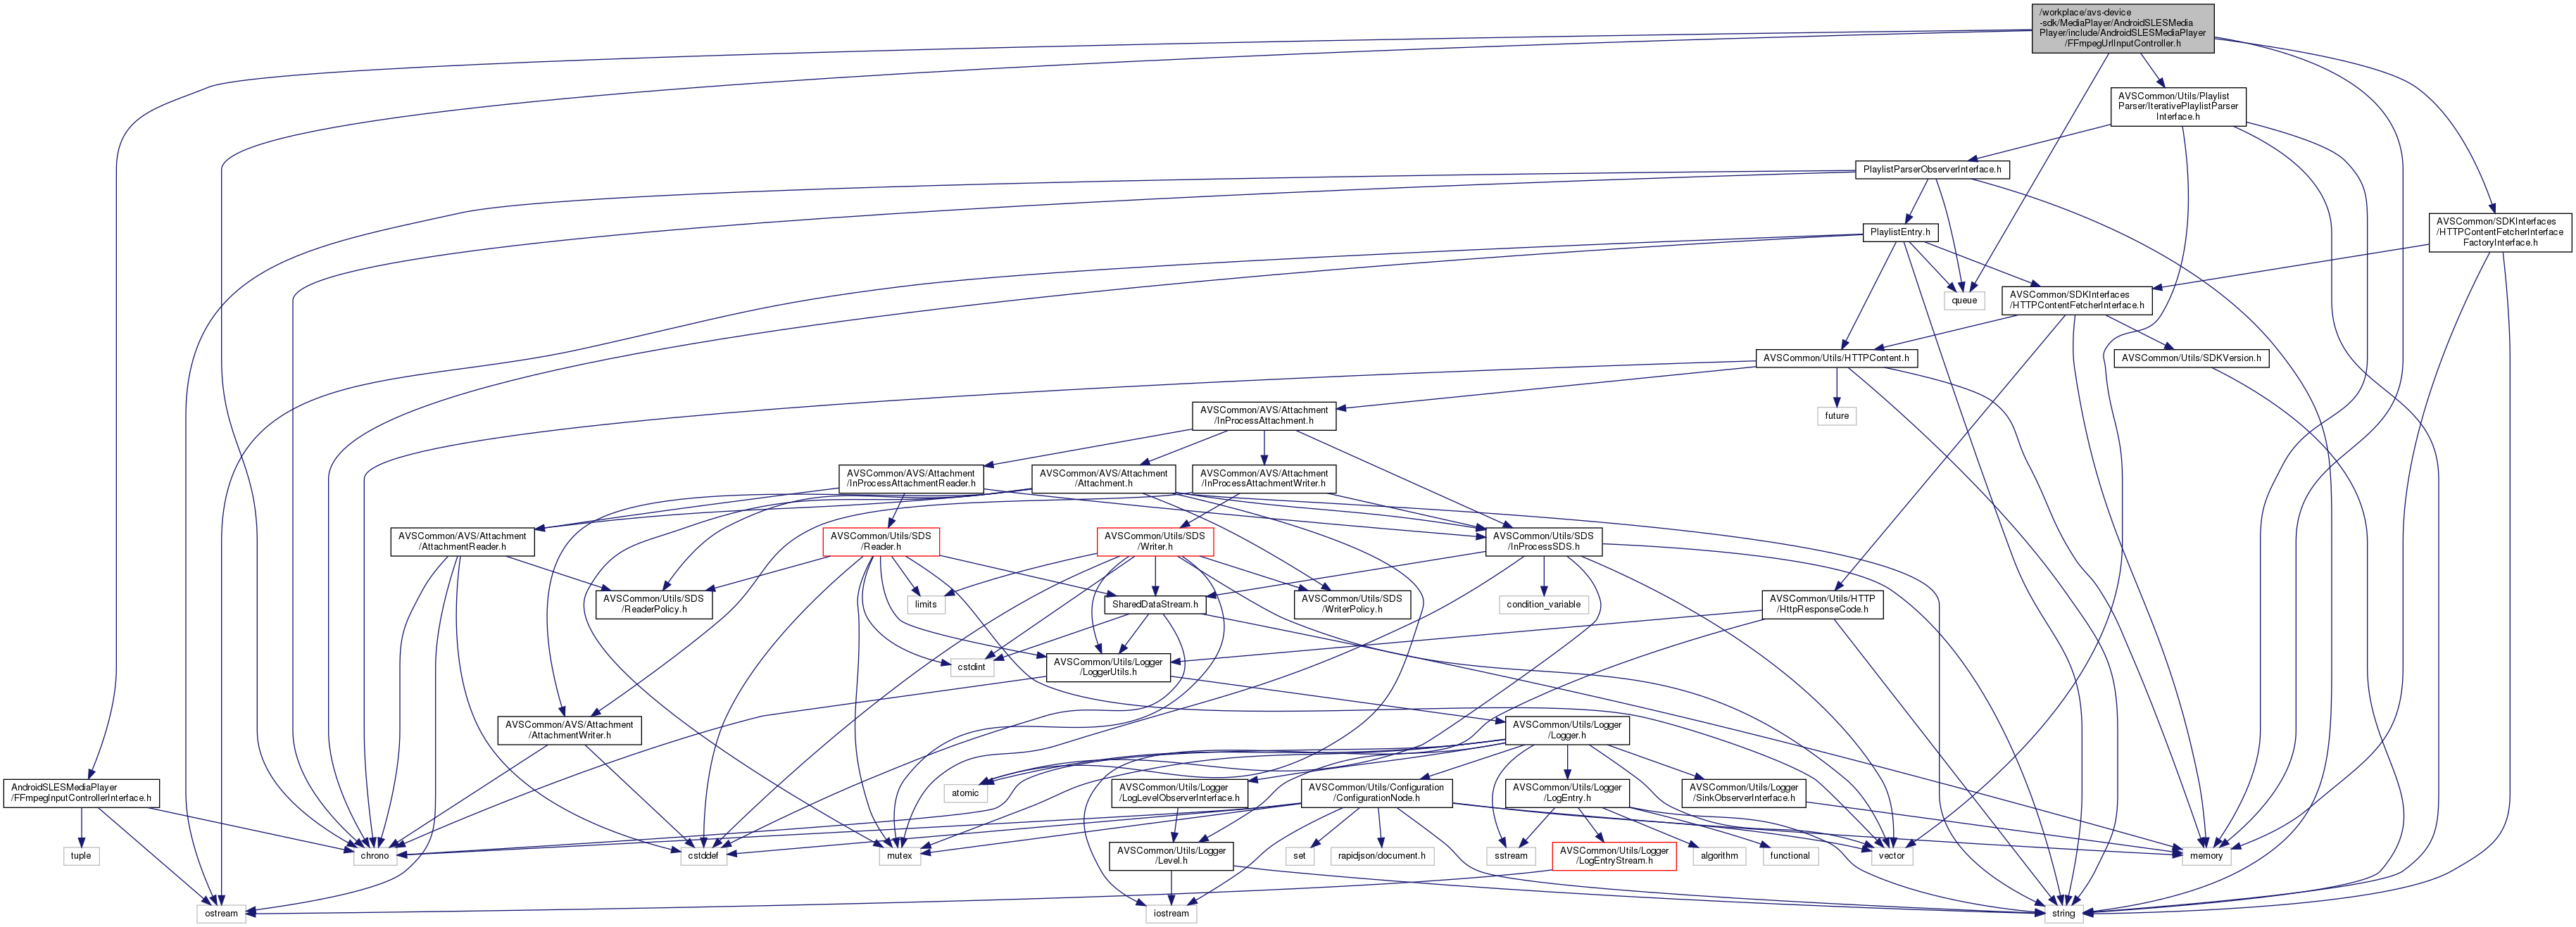 /workplace/avs-device
-sdk/MediaPlayer/AndroidSLESMedia
Player/include/AndroidSLESMediaPlayer
/FFmpegUrlInputController.h
AVSCommon/Utils/Playlist
Parser/IterativePlaylistParser
Interface.h
PlaylistParserObserverInterface.h
AVSCommon/SDKInterfaces
/HTTPContentFetcherInterface
FactoryInterface.h
PlaylistEntry.h
queue
AVSCommon/SDKInterfaces
/HTTPContentFetcherInterface.h
AVSCommon/Utils/HTTPContent.h
AVSCommon/Utils/SDKVersion.h
AVSCommon/AVS/Attachment
/InProcessAttachment.h
future
AVSCommon/AVS/Attachment
/InProcessAttachmentReader.h
AVSCommon/AVS/Attachment
/Attachment.h
AVSCommon/AVS/Attachment
/InProcessAttachmentWriter.h
AVSCommon/AVS/Attachment
/AttachmentReader.h
AVSCommon/Utils/SDS
/Reader.h
AVSCommon/Utils/SDS
/Writer.h
AVSCommon/Utils/SDS
/InProcessSDS.h
AVSCommon/Utils/SDS
/ReaderPolicy.h
limits
SharedDataStream.h
AVSCommon/Utils/SDS
/WriterPolicy.h
condition_variable
AVSCommon/Utils/HTTP
/HttpResponseCode.h
cstdint
AVSCommon/Utils/Logger
/LoggerUtils.h
AVSCommon/AVS/Attachment
/AttachmentWriter.h
AVSCommon/Utils/Logger
/Logger.h
AndroidSLESMediaPlayer
/FFmpegInputControllerInterface.h
atomic
AVSCommon/Utils/Logger
/LogLevelObserverInterface.h
AVSCommon/Utils/Configuration
/ConfigurationNode.h
AVSCommon/Utils/Logger
/LogEntry.h
AVSCommon/Utils/Logger
/SinkObserverInterface.h
tuple
chrono
cstddef
mutex
AVSCommon/Utils/Logger
/Level.h
set
rapidjson/document.h
sstream
AVSCommon/Utils/Logger
/LogEntryStream.h
algorithm
functional
vector
memory
ostream
iostream
string